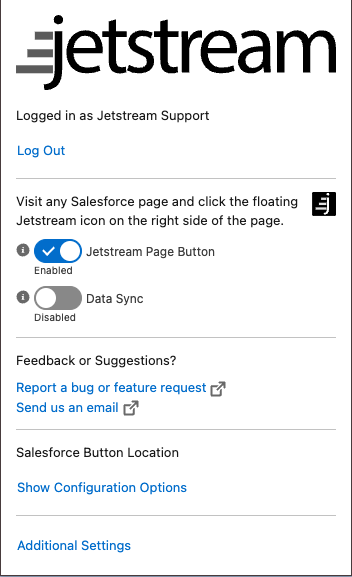 jetstream
Logged in as Jetstream Support
Log Out
Visit any Salesforce page and click the floating
Jetstream icon on the right side of the page.
Jetstream Page Button
Enabled
Data Sync
Disabled
Feedback or Suggestions?
Report a bug or feature request
Send us an email
Salesforce Button Location
Show Configuration Options
Additional Settings